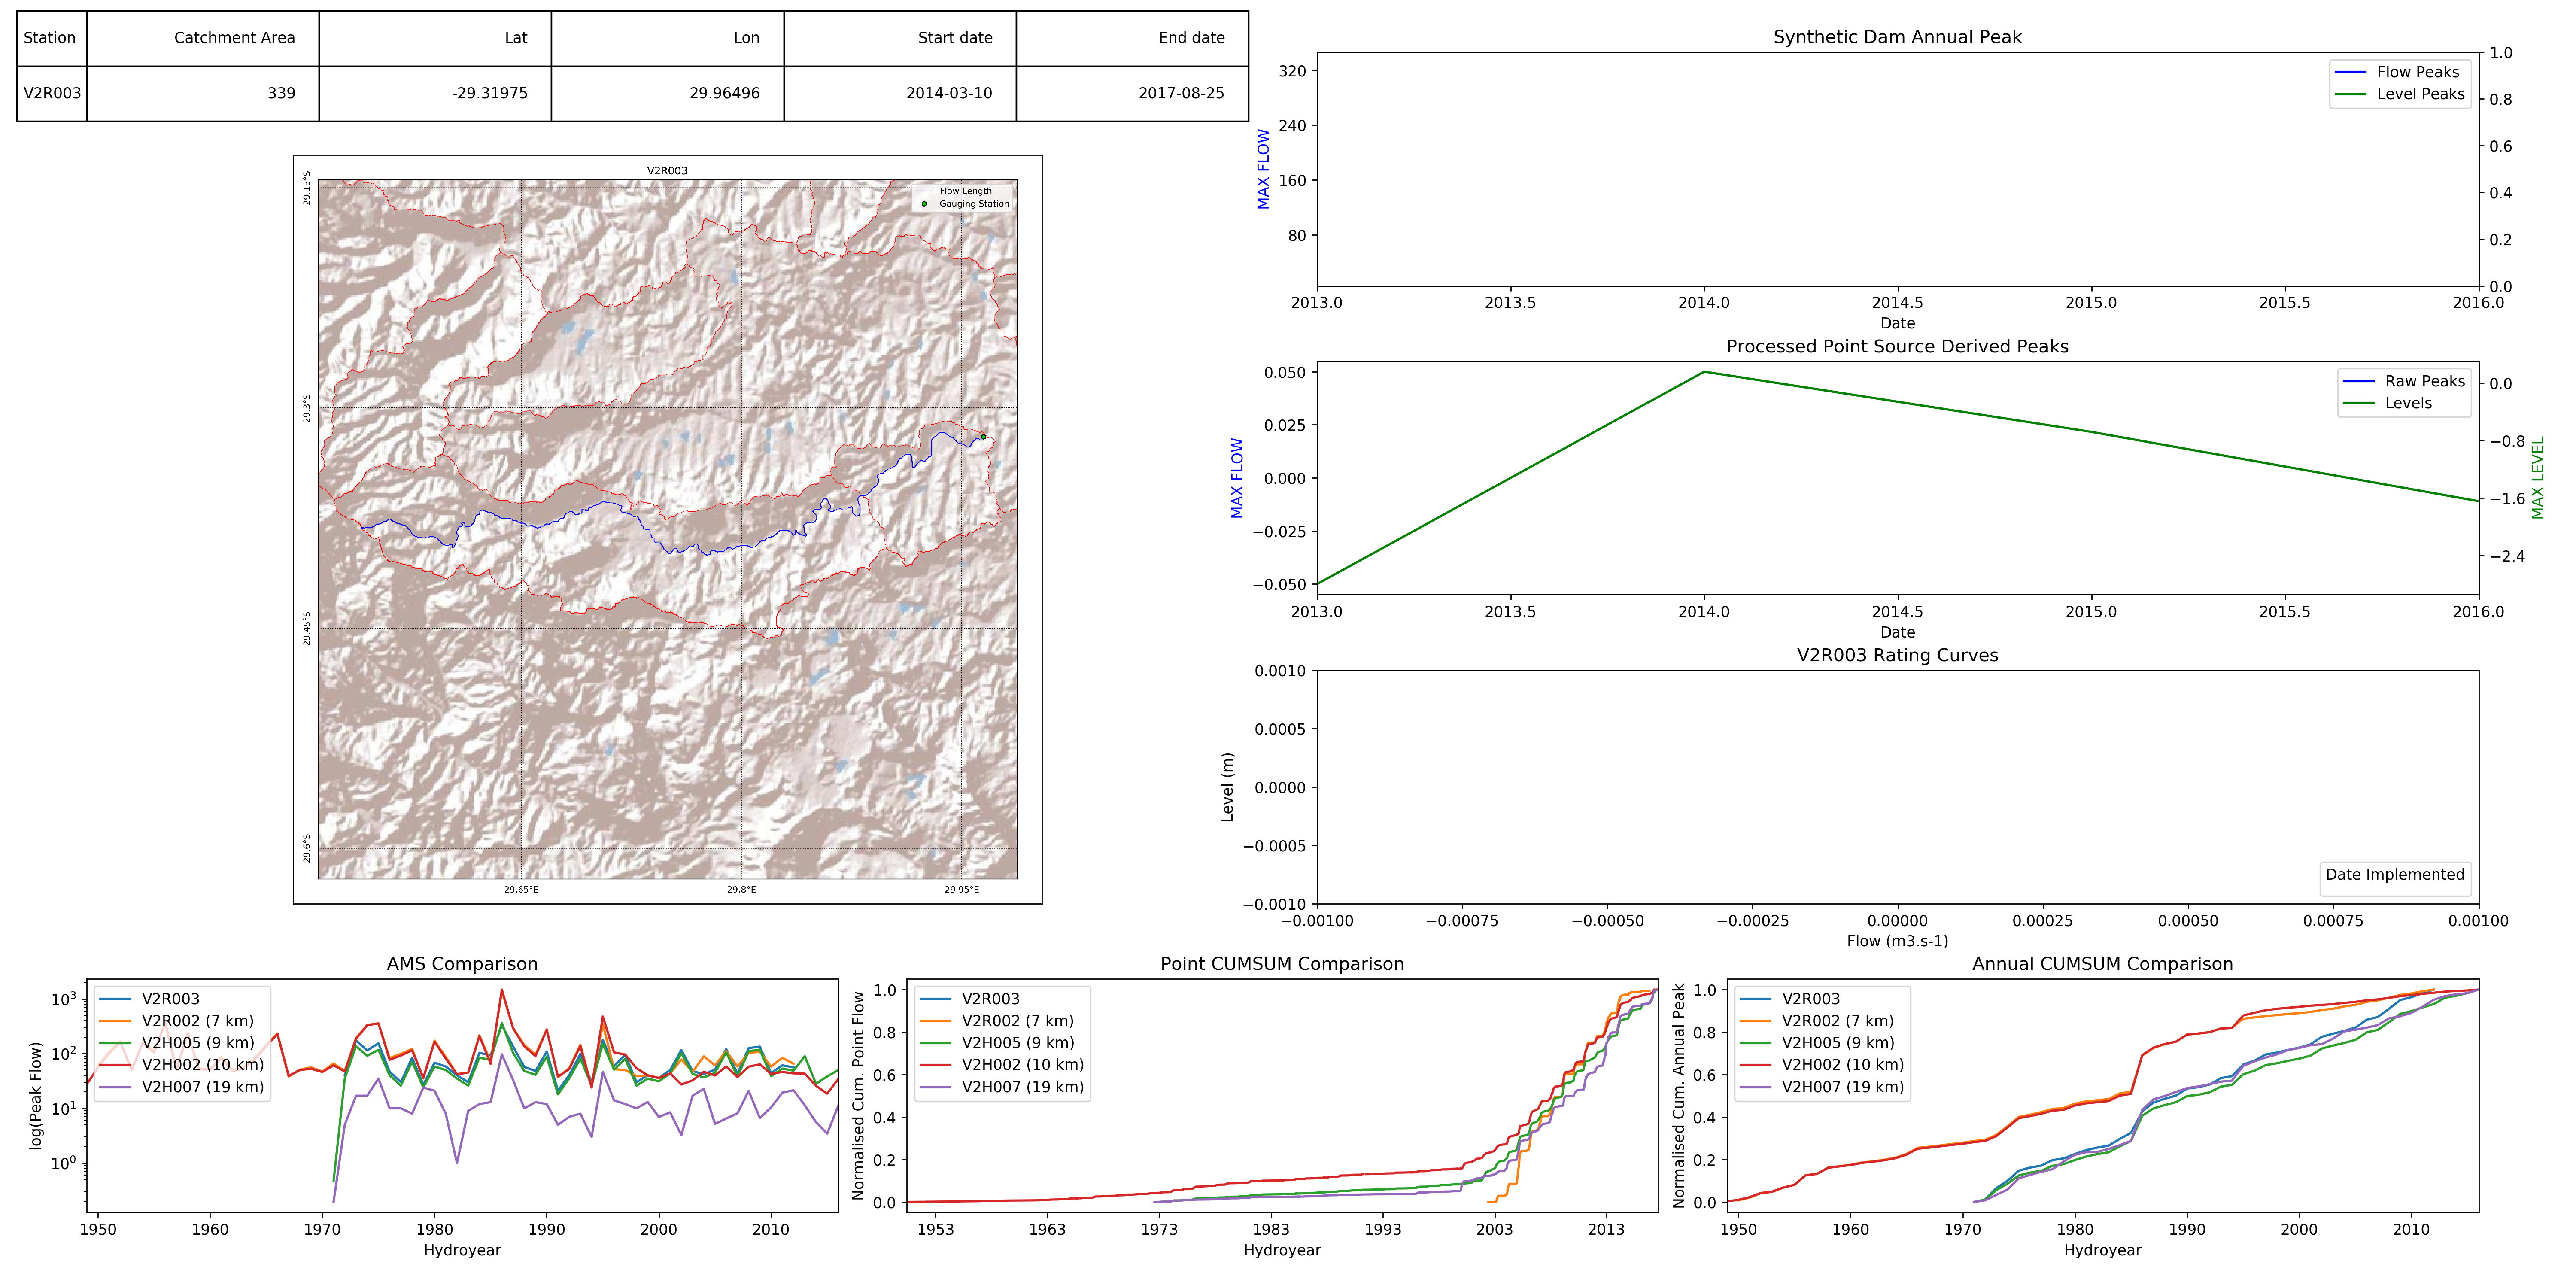 Station Catchment Area Lat Lon Start date End date
V2R003 339 -29.31975 29.96496 2014-03-10 2017-08-25
V2R003
Flow Length
Gauging Station
29.15°S
29.3°S
29.45°S
29.6°S
29.65°E 29.8°E 29.95°E
Synthetic Dam Annual Peak
Flow Peaks
Level Peaks
MAX FLOW
320
240
160
80
1.0
0.8
0.6
0.4
0.2
0.0
2013.0 2013.5 2014.0 2014.5 2015.0 2015.5 2016.0
Date
Processed Point Source Derived Peaks
Raw Peaks
Levels
MAX FLOW
0.050
0.025
0.000
−0.025
−0.050
0.0
−0.8
−1.6
−2.4
MAX LEVEL
2013.0 2013.5 2014.0 2014.5 2015.0 2015.5 2016.0
Date
V2R003 Rating Curves
Level (m)
0.0010
0.0005
0.0000
−0.0005
−0.0010
Date Implemented
−0.00100 −0.00075 −0.00050 −0.00025 0.00000 0.00025 0.00050 0.00075 0.00100
Flow (m3.s-1)
AMS Comparison
V2R003
V2R002 (7 km)
V2H005 (9 km)
V2H002 (10 km)
V2H007 (19 km)
log(Peak Flow)
10³
10²
10¹
10⁰
1950 1960 1970 1980 1990 2000 2010
Hydroyear
Point CUMSUM Comparison
V2R003
V2R002 (7 km)
V2H005 (9 km)
V2H002 (10 km)
V2H007 (19 km)
Normalised Cum. Point Flow
1.0
0.8
0.6
0.4
0.2
0.0
1953 1963 1973 1983 1993 2003 2013
Hydroyear
Annual CUMSUM Comparison
V2R003
V2R002 (7 km)
V2H005 (9 km)
V2H002 (10 km)
V2H007 (19 km)
Normalised Cum. Annual Peak
1.0
0.8
0.6
0.4
0.2
0.0
1950 1960 1970 1980 1990 2000 2010
Hydroyear